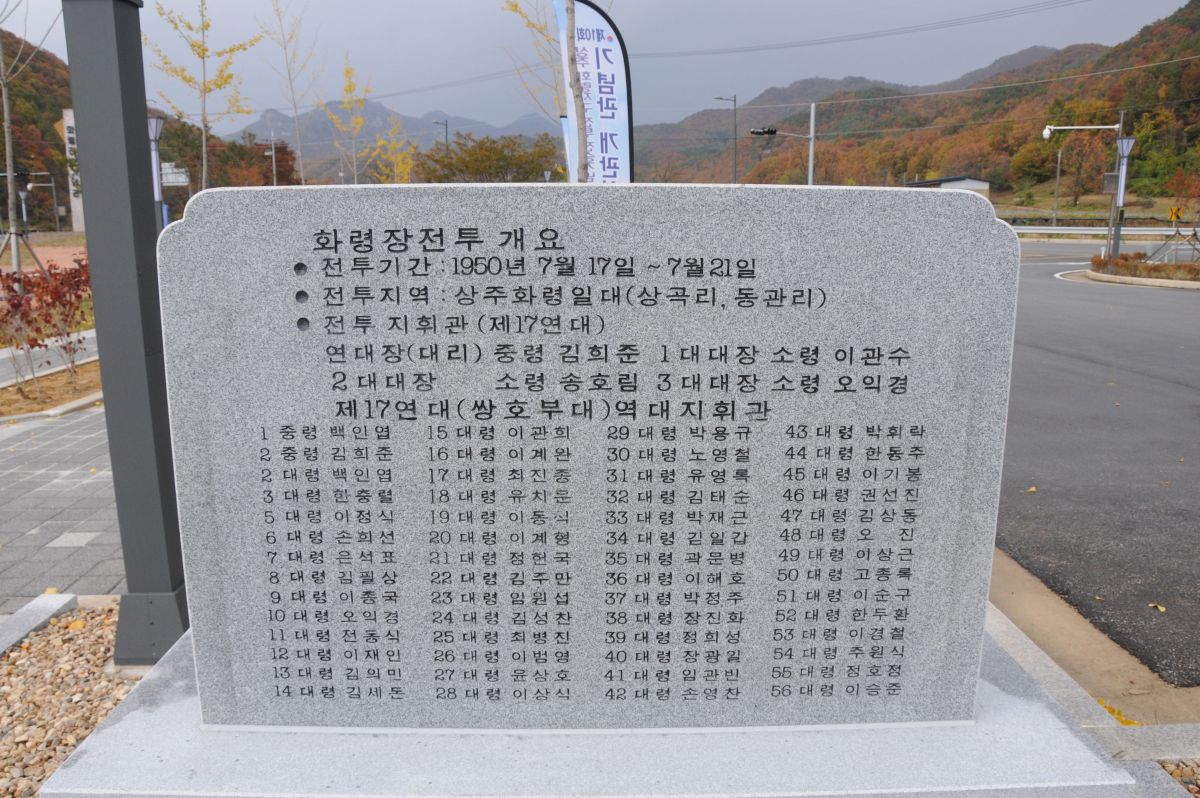 제10회
기념관 개관
화령장전투 개요
● 전투기간 : 1950년 7월 17일 ~ 7월 21일
● 전투지역 : 상주화령일대(상곡리, 동관리)
● 전투 지휘관 (제17연대)
연대장(대리) 중령 김희준 1대대장 소령 이관수
2대대장 소령 송호림 3대대장 소령 오익경
제17연대(쌍호부대)역대지휘관
1 중령 백인엽 15 대령 이관희 29 대령 박용규 43 대령 박휘락
2 중령 김희준 16 대령 이계완 30 대령 노영철 44 대령 한동주
2 대령 백인엽 17 대령 최진종 31 대령 유영록 45 대령 이기봉
3 대령 한충렬 18 대령 유치문 32 대령 김태순 46 대령 권선진
5 대령 이정식 19 대령 이동식 33 대령 박재근 47 대령 김상동
6 대령 손희선 20 대령 이계형 34 대령 김일갑 48 대령 오 진
7 대령 은석표 21 대령 정헌국 35 대령 곽문병 49 대령 이상근
8 대령 김필상 22 대령 김주만 36 대령 이해호 50 대령 고종록
9 대령 이종국 23 대령 임원섭 37 대령 박정주 51 대령 이순구
10 대령 오익경 24 대령 김성찬 38 대령 장진화 52 대령 한두환
11 대령 전동식 25 대령 최병진 39 대령 정희성 53 대령 이경철
12 대령 이재인 26 대령 이범영 40 대령 장광일 54 대령 주원식
13 대령 김의민 27 대령 윤상호 41 대령 임관빈 55 대령 정호정
14 대령 김세돈 28 대령 이상식 42 대령 손영찬 56 대령 이승준